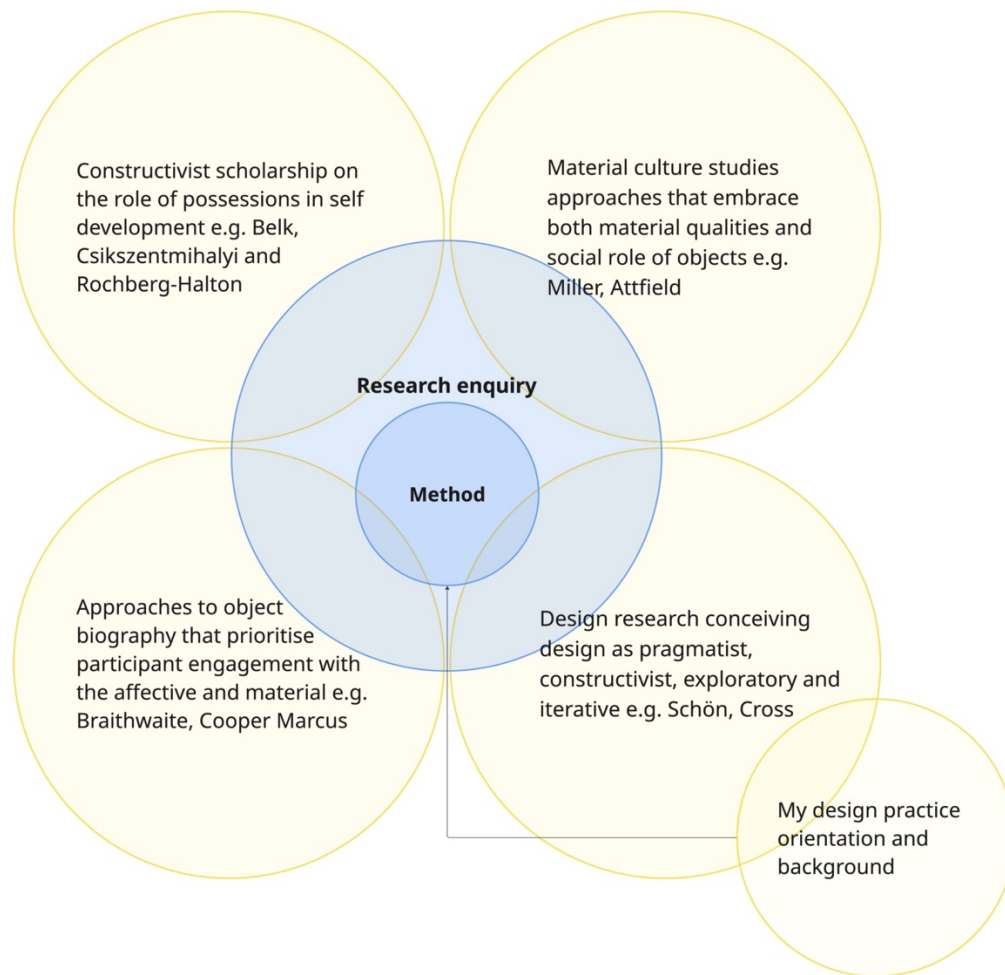 Constructivist scholarship on
the role of possessions in self
development e.g. Belk,
Csikszentmihalyi and
Rochberg-Halton
Material culture studies
approaches that embrace
both material qualities and
social role of objects e.g.
Miller, Attfield
Research enquiry
Method
Approaches to object
biography that prioritise
participant engagement with
the affective and material e.g.
Braithwaite, Cooper Marcus
Design research conceiving
design as pragmatist,
constructivist, exploratory and
iterative e.g. Schön, Cross
My design practice
orientation and
background